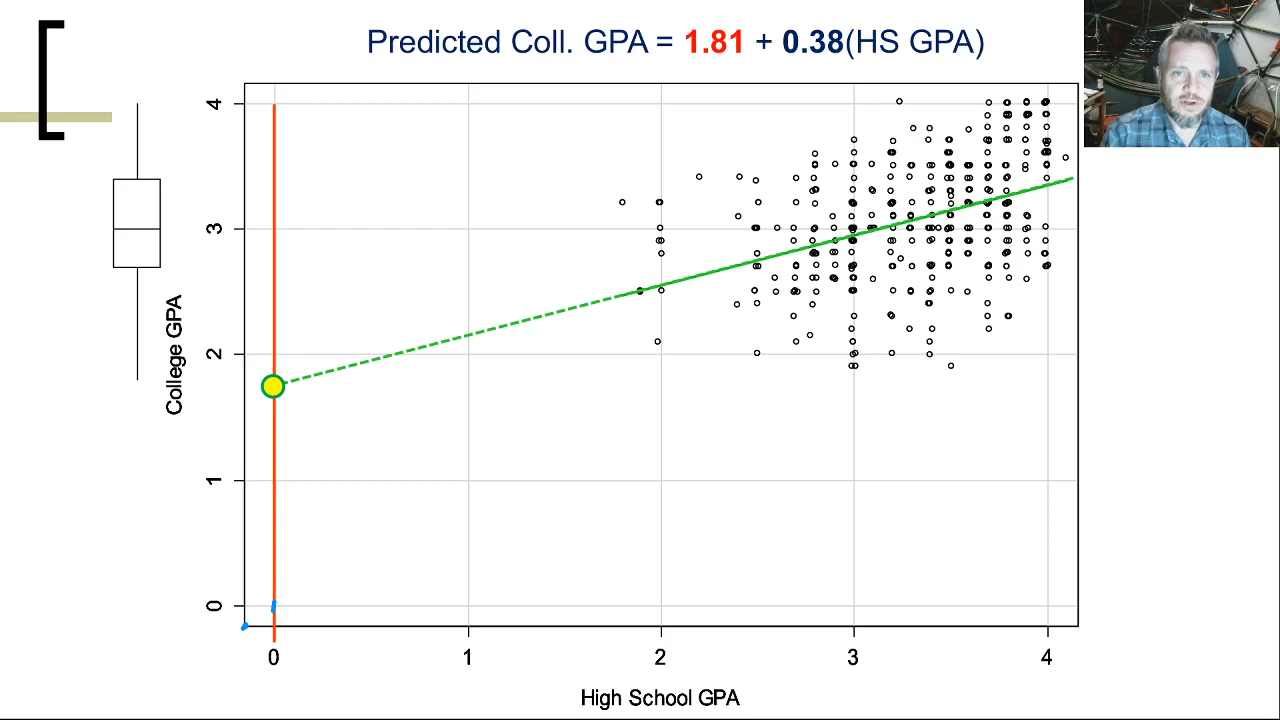 Predicted Coll. GPA = 1.81 + 0.38(HS GPA)
4
3
2
1
0
College GPA
0 1 2 3 4
High School GPA